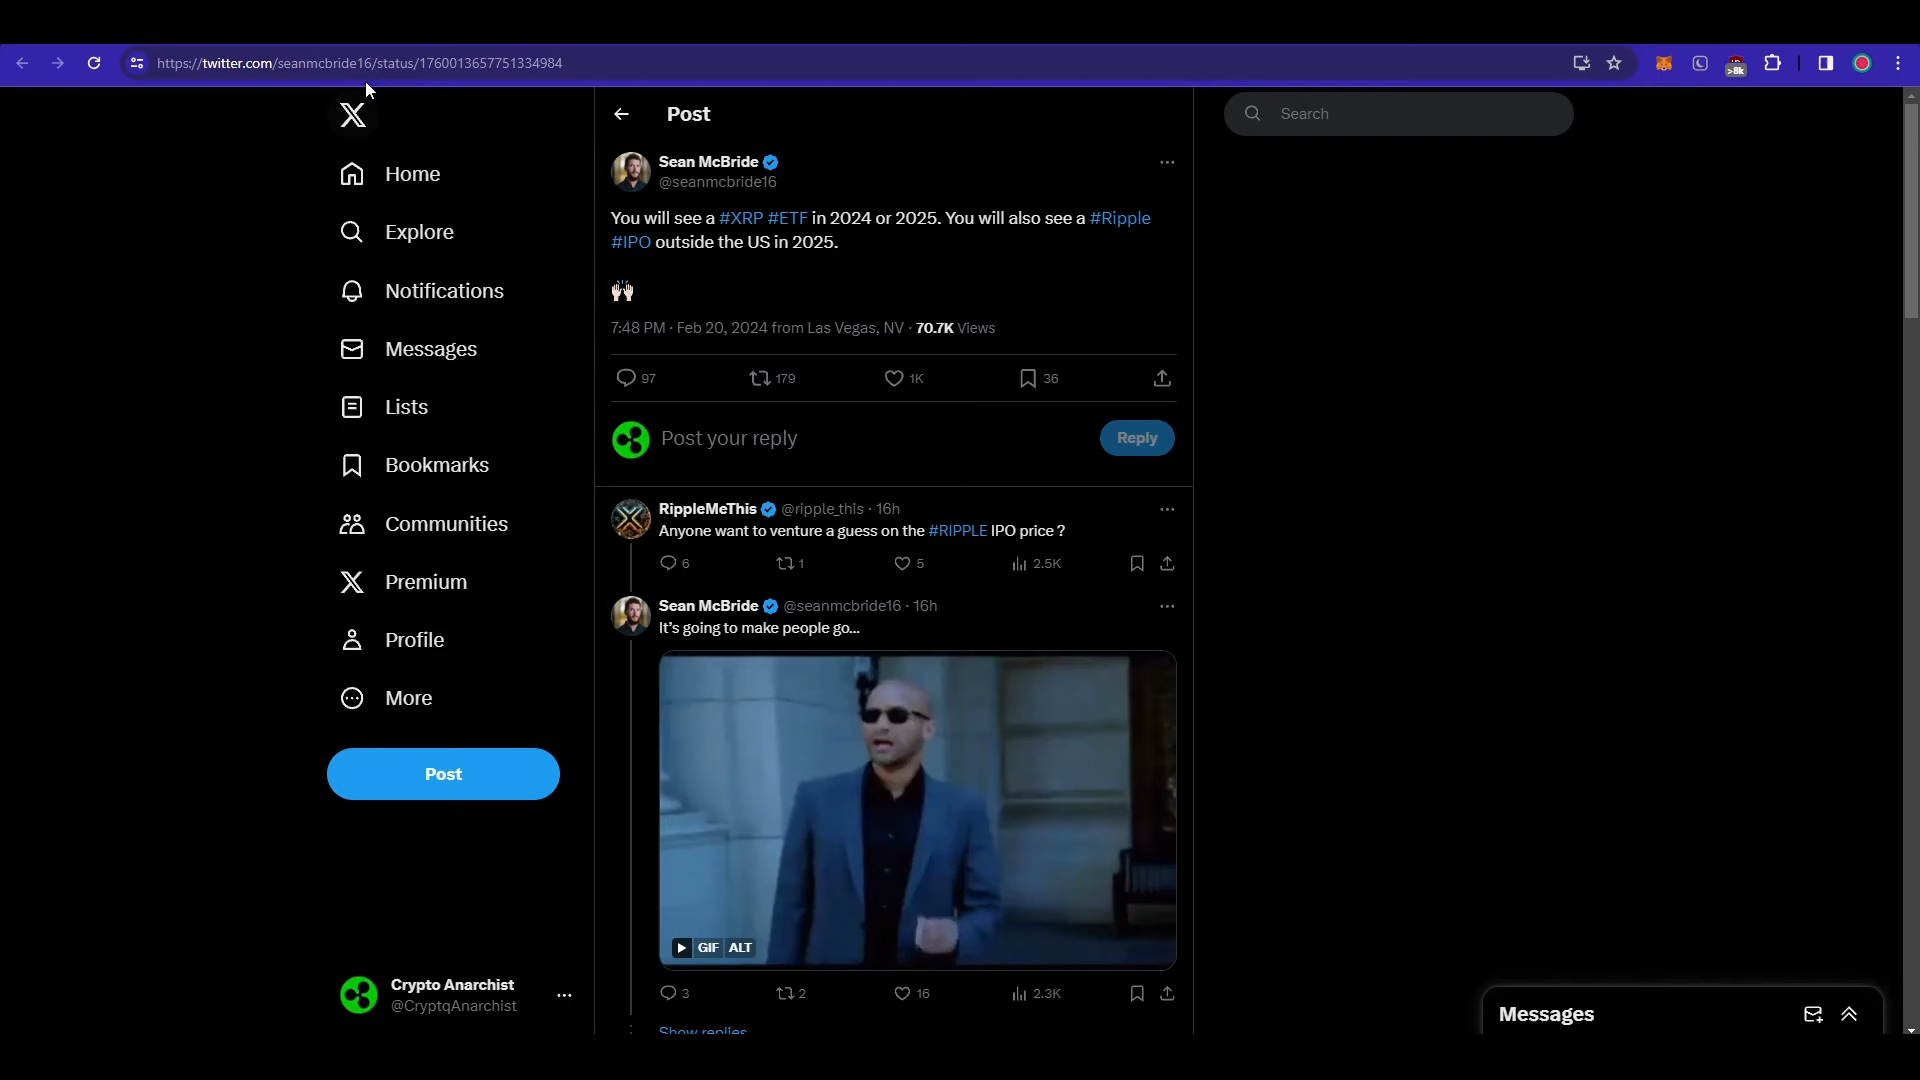 https://twitter.com/seanmcbride16/status/1760013657751334984
>8k
Home
Explore
Notifications
Messages
Lists
Bookmarks
Communities
Premium
Profile
More
Post
Crypto Anarchist
@CryptqAnarchist
Post
Sean McBride
@seanmcbride16
You will see a #XRP #ETF in 2024 or 2025. You will also see a #Ripple
#IPO outside the US in 2025.
7:48 PM · Feb 20, 2024 from Las Vegas, NV · 70.7K Views
97 179 1K 36
Post your reply
Reply
RippleMeThis @ripple_this · 16h
Anyone want to venture a guess on the #RIPPLE IPO price ?
6 1 5 2.5K
Sean McBride @seanmcbride16 · 16h
It's going to make people go...
GIF ALT
3 2 16 2.3K
Show replies
Search
Messages